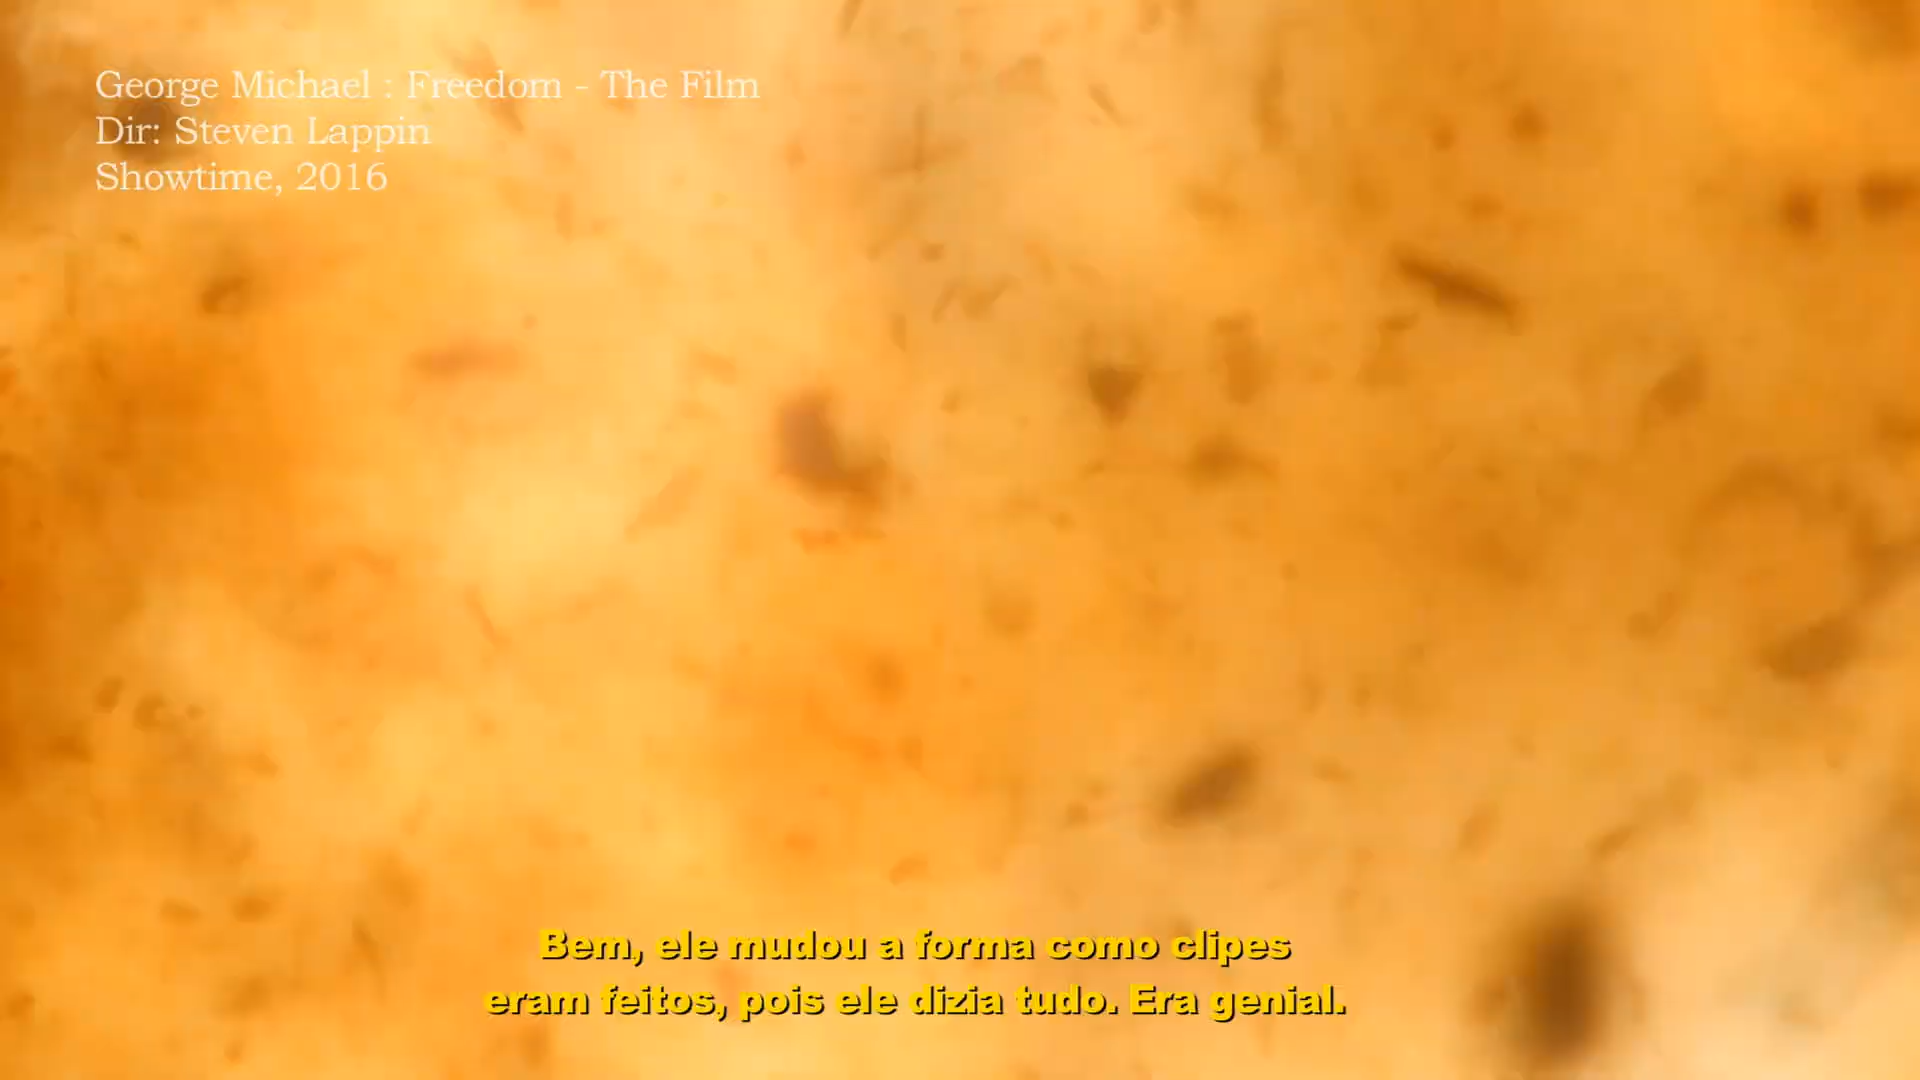 George Michael : Freedom - The Film
Dir: Steven Lappin
Showtime, 2016
Bem, ele mudou a forma como clipes
eram feitos, pois ele dizia tudo. Era genial.